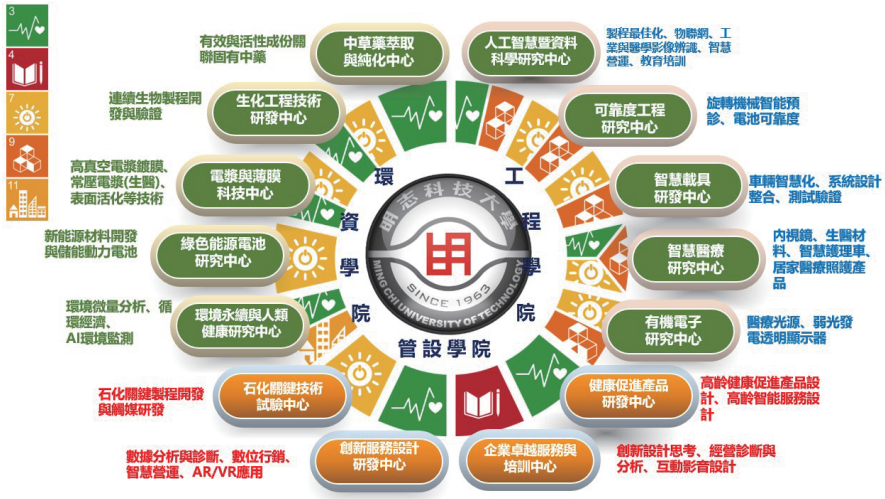 3
4
7
9
11
有效與活性成份關
聯固有中藥
中草藥萃取
與純化中心
人工智慧暨資料
科學研究中心
製程最佳化、物聯網、工
業與醫學影像辨識、智慧
營運、教育培訓
連續生物製程開
發與驗證
生化工程技術
研發中心
可靠度工程
研究中心
旋轉機械智能預
診、電池可靠度
高真空電漿鍍膜、
常壓電漿(生醫)、
表面活化等技術
電漿與薄膜
科技中心
智慧載具
研發中心
車輛智慧化、系統設計
整合、測試驗證
新能源材料開發
與儲能動力電池
綠色能源電池
研究中心
智慧醫療
研究中心
內視鏡、生醫材
料、智慧護理車、
居家醫療照護產
品
環境微量分析、循
環經濟、
AI環境監測
環境永續與人類
健康研究中心
有機電子
研究中心
醫療光源、弱光發
電透明顯示器
石化關鍵製程開發
與觸媒研發
石化關鍵技術
試驗中心
健康促進產品
研發中心
高齡健康促進產品設
計、高齡智能服務設
計
數據分析與診斷、數位行銷、
智慧營運、AR/VR應用
創新服務設計
研發中心
企業卓越服務與
培訓中心
創新設計思考、經營診斷與
分析、互動影音設計
環資學院
工程學院
管設學院
明志科技大學
明
SINCE 1963
MING CHI UNIVERSITY OF TECHNOLOGY